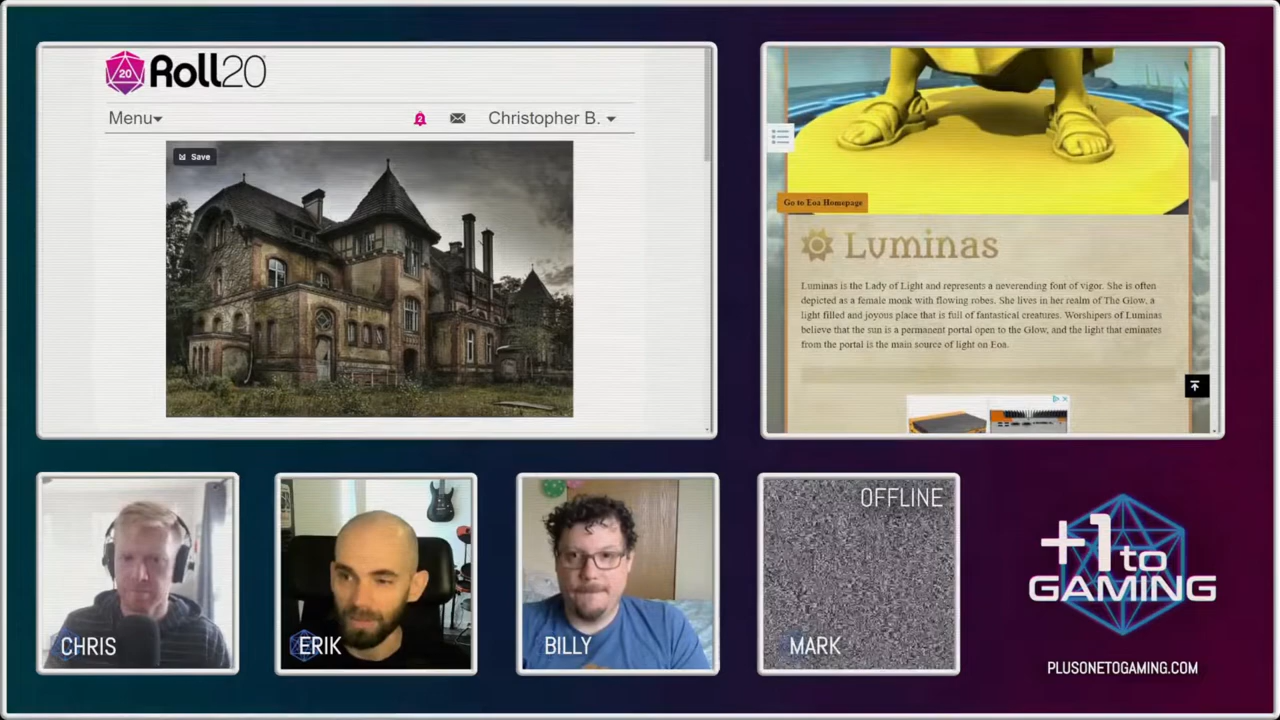 20 Roll20
Menu
2
Christopher B.
Save
Go to Eoa Homepage
Luminas
Luminas is the Lady of Light and represents a neverending font of vigor. She is often
depicted as a female monk with flowing robes. She lives in her realm of The Glow, a
light filled and joyous place that is full of fantastical creatures. Worshipers of Luminas
believe that the sun is a permanent portal open to the Glow, and the light that eminates
from the portal is the main source of light on Eoa.
CHRIS
ERIK
BILLY
OFFLINE
MARK
+1 to
GAMING
PLUSONETOGAMING.COM